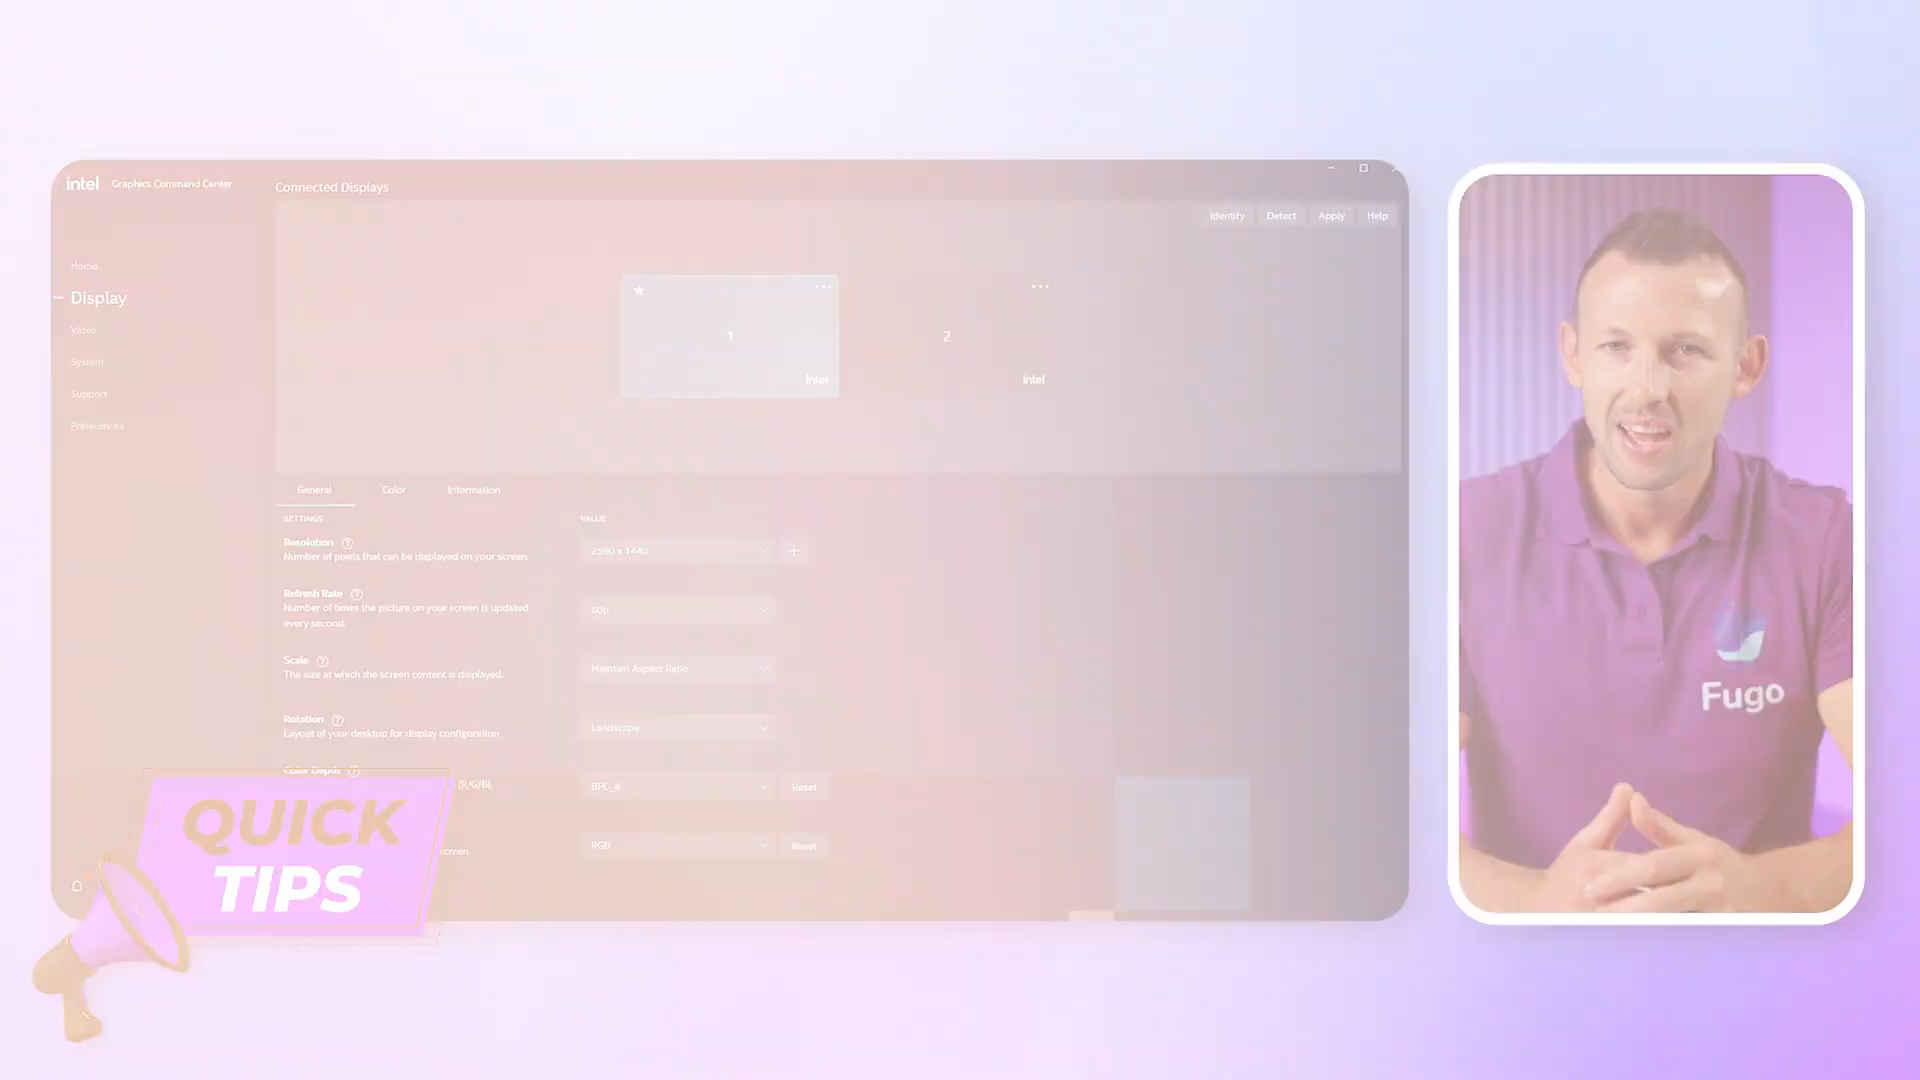 intel Graphics Command Center
Connected Displays
Identify
Detect
Apply
Help
Home
Display
Video
System
Support
Preferences
1
intel
2
intel
General
Color
Information
SETTINGS
VALUE
Resolution
Number of pixels that can be displayed on your screen.
2560 x 1440
Refresh Rate
Number of times the picture on your screen is updated
every second.
60p
Scale
The size at which the screen content is displayed.
Maintain Aspect Ratio
Rotation
Layout of your desktop for display configuration
Landscape
Color Depth
(R/G/B),
BPC_8
Reset
screen
RGB
Reset
QUICK
TIPS
Fugo